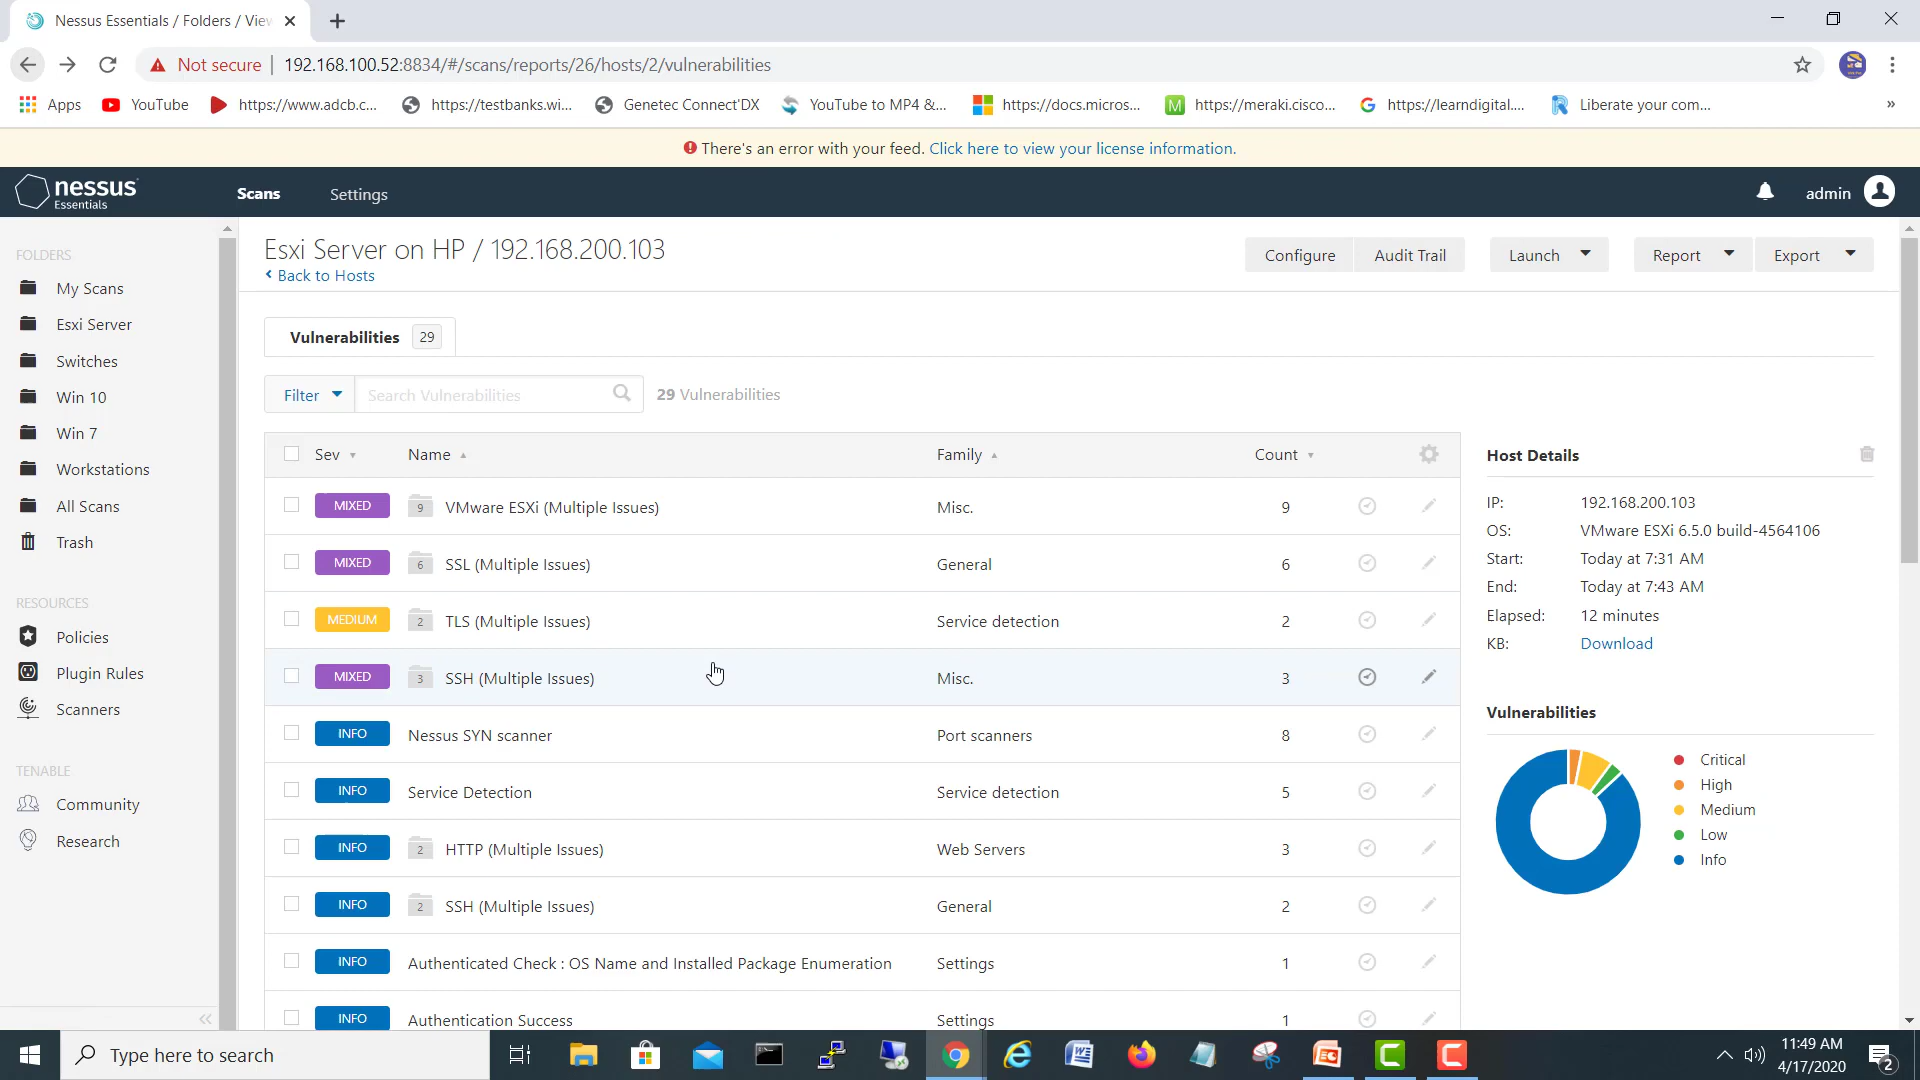 Nessus Essentials / Folders / View
Not secure | 192.168.100.52:8834/#/scans/reports/26/hosts/2/vulnerabilities
Apps YouTube https://www.adcb.c... https://testbanks.wi... Genetec Connect'DX YouTube to MP4 &... https://docs.micros... M https://meraki.cisco... https://learndigital.... Liberate your com... »
There's an error with your feed. Click here to view your license information.
nessus
Essentials
Scans
Settings
admin
FOLDERS
My Scans
Esxi Server
Switches
Win 10
Win 7
Workstations
All Scans
Trash
RESOURCES
Policies
Plugin Rules
Scanners
TENABLE
Community
Research
Esxi Server on HP / 192.168.200.103
Back to Hosts
Configure
Audit Trail
Launch
Report
Export
Vulnerabilities 29
Filter
Search Vulnerabilities
29 Vulnerabilities
Sev Name Family Count
MIXED 9 VMware ESXi (Multiple Issues) Misc. 9
MIXED 6 SSL (Multiple Issues) General 6
MEDIUM 2 TLS (Multiple Issues) Service detection 2
MIXED 3 SSH (Multiple Issues) Misc. 3
INFO Nessus SYN scanner Port scanners 8
INFO Service Detection Service detection 5
INFO 2 HTTP (Multiple Issues) Web Servers 3
INFO 2 SSH (Multiple Issues) General 2
INFO Authenticated Check : OS Name and Installed Package Enumeration Settings 1
INFO Authentication Success Settings 1
Host Details
IP: 192.168.200.103
OS: VMware ESXi 6.5.0 build-4564106
Start: Today at 7:31 AM
End: Today at 7:43 AM
Elapsed: 12 minutes
KB: Download
Vulnerabilities
Critical
High
Medium
Low
Info
Type here to search
11:49 AM
4/17/2020
2